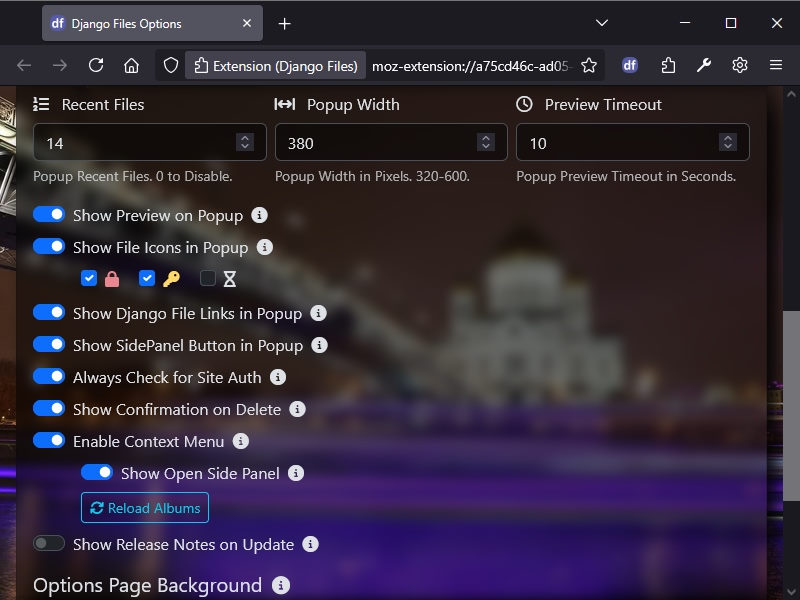 df Django Files Options
Extension (Django Files) moz-extension://a75cd46c-ad05- df
Recent Files Popup Width Preview Timeout
14 380 10
Popup Recent Files. 0 to Disable. Popup Width in Pixels. 320-600. Popup Preview Timeout in Seconds.
Show Preview on Popup
Show File Icons in Popup
Show Django File Links in Popup
Show SidePanel Button in Popup
Always Check for Site Auth
Show Confirmation on Delete
Enable Context Menu
Show Open Side Panel
Reload Albums
Show Release Notes on Update
Options Page Background